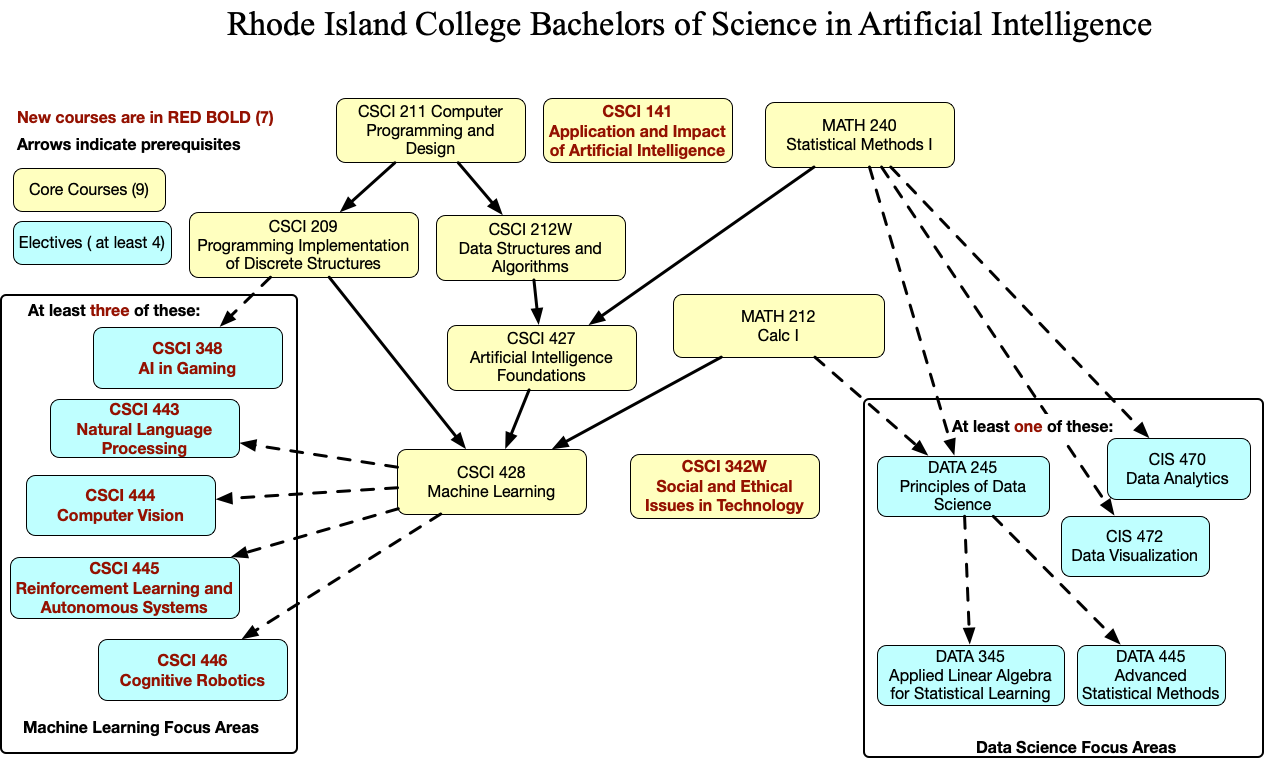 Rhode Island College Bachelors of Science in Artificial Intelligence
New courses are in RED BOLD (7)
Arrows indicate prerequisites
Core Courses (9)
Electives ( at least 4)
CSCI 211 Computer
Programming and
Design
CSCI 141
Application and Impact
of Artificial Intelligence
MATH 240
Statistical Methods I
CSCI 209
Programming Implementation
of Discrete Structures
CSCI 212W
Data Structures and
Algorithms
CSCI 427
Artificial Intelligence
Foundations
MATH 212
Calc I
CSCI 428
Machine Learning
CSCI 342W
Social and Ethical
Issues in Technology
At least three of these:
CSCI 348
AI in Gaming
CSCI 443
Natural Language
Processing
CSCI 444
Computer Vision
CSCI 445
Reinforcement Learning and
Autonomous Systems
CSCI 446
Cognitive Robotics
Machine Learning Focus Areas
At least one of these:
DATA 245
Principles of Data
Science
CIS 470
Data Analytics
CIS 472
Data Visualization
DATA 345
Applied Linear Algebra
for Statistical Learning
DATA 445
Advanced
Statistical Methods
Data Science Focus Areas